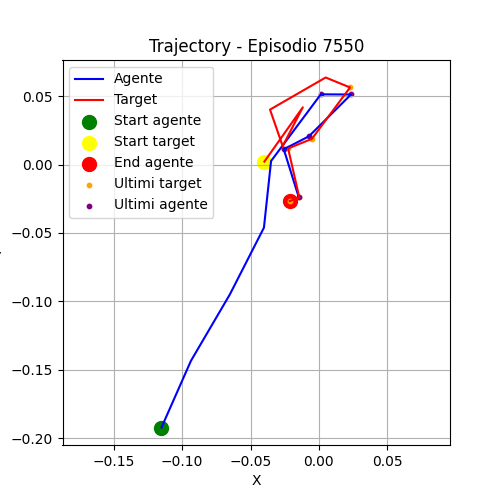 Trajectory - Episodio 7550
Agente
Target
Start agente
Start target
End agente
Ultimi target
Ultimi agente
0.05
0.00
−0.05
−0.10
−0.15
−0.20
−0.15
−0.10
−0.05
0.00
0.05
X